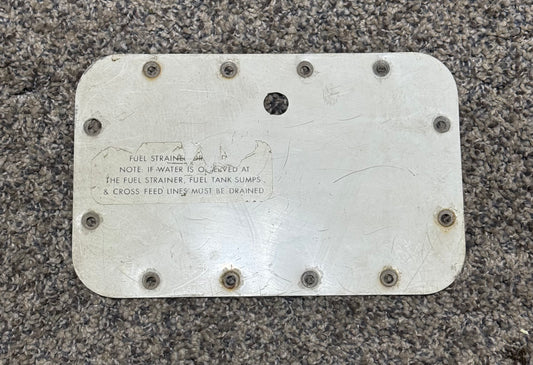 FUEL STRAINER
NOTE: IF WATER IS OBSERVED AT
THE FUEL STRAINER, FUEL TANK SUMPS
& CROSS FEED LINES MUST BE DRAINED